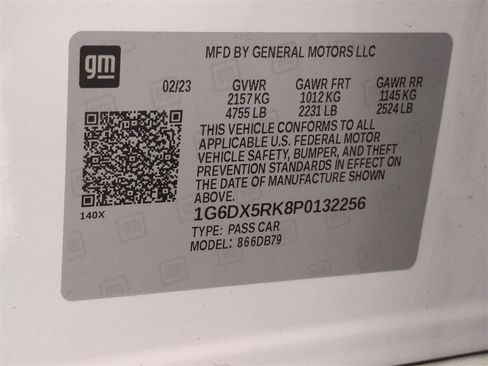 gm
MFD BY GENERAL MOTORS LLC
02/23 GVWR GAWR FRT GAWR RR
2157 KG 1012 KG 1145 KG
4755 LB 2231 LB 2524 LB
THIS VEHICLE CONFORMS TO ALL
APPLICABLE U.S. FEDERAL MOTOR
VEHICLE SAFETY, BUMPER, AND THEFT
PREVENTION STANDARDS IN EFFECT ON
THE DATE OF MANUFACTURE SHOWN
ABOVE.
140X
1G6DX5RK8P0132256
TYPE: PASS CAR
MODEL: 866DB79